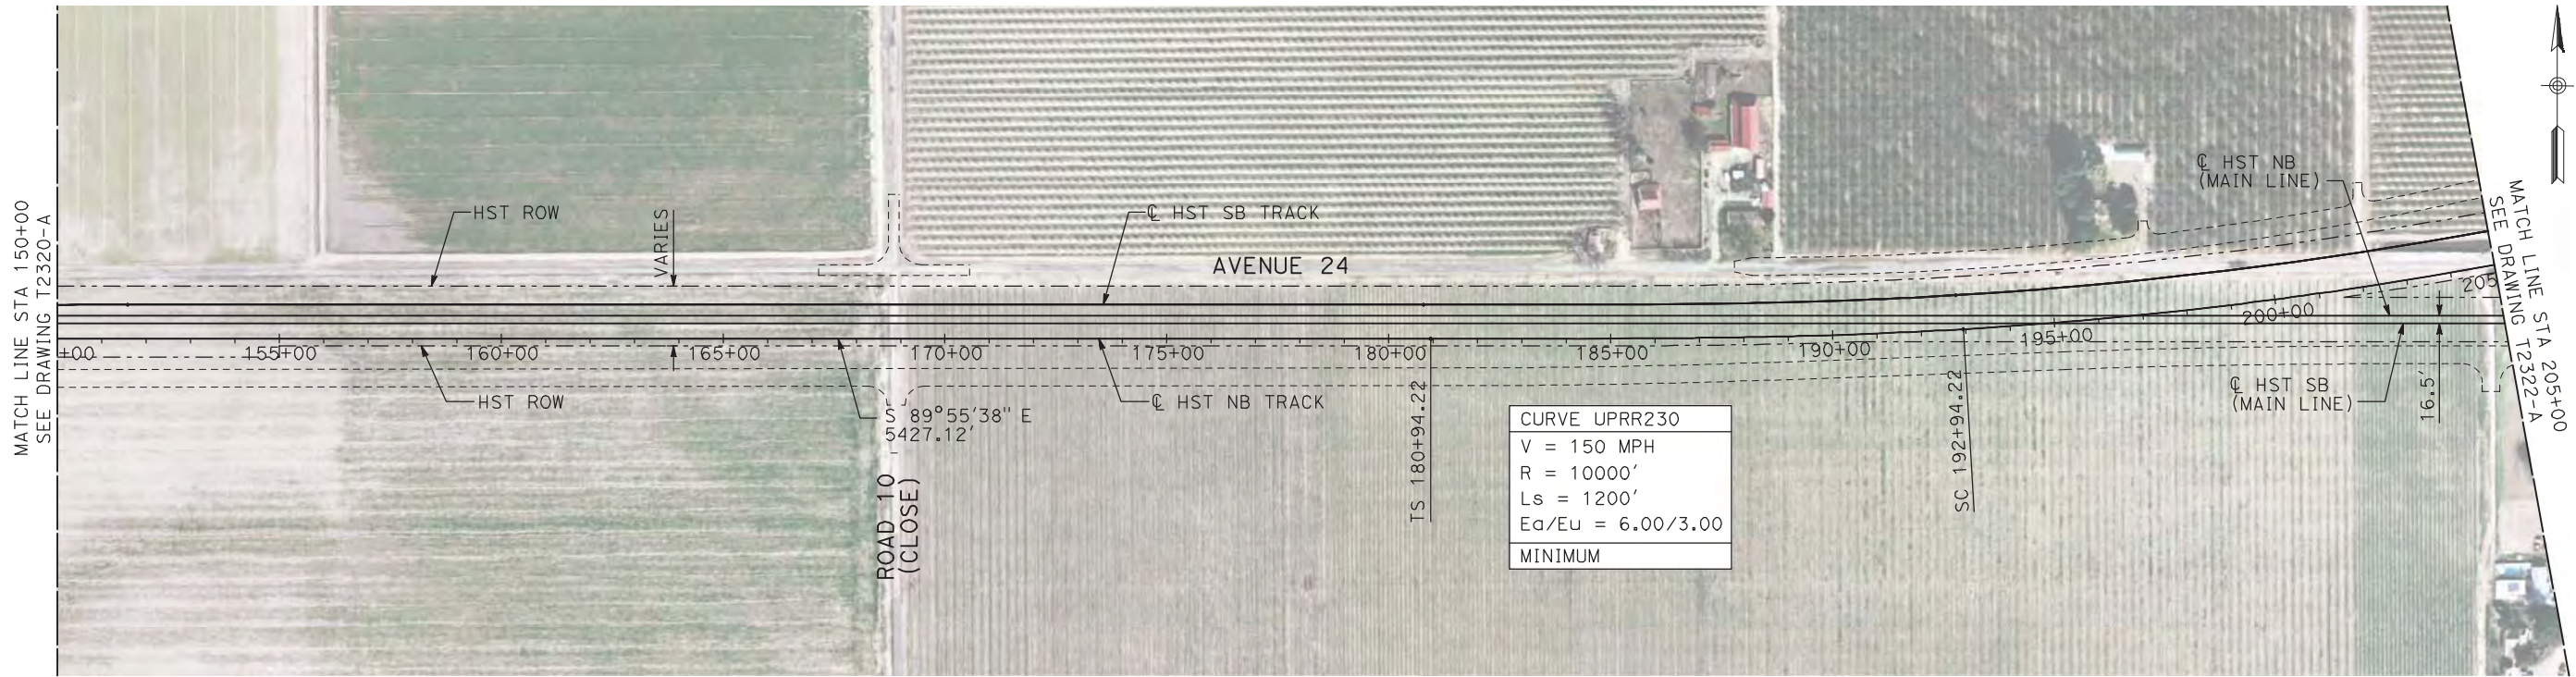 MATCH LINE STA 150+00
SEE DRAWING T2320-A
HST ROW
VARIES
℄ HST SB TRACK
AVENUE 24
℄ HST NB
(MAIN LINE)
MATCH LINE STA 205+00
SEE DRAWING T2322-A
+00
155+00
160+00
165+00
170+00
175+00
180+00
185+00
190+00
195+00
200+00
205
HST ROW
S 89°55'38" E
5427.12'
℄ HST NB TRACK
ROAD 10
(CLOSE)
TS 180+94.22
CURVE UPRR230
V = 150 MPH
R = 10000'
Ls = 1200'
Ea/Eu = 6.00/3.00
MINIMUM
SC 192+94.22
℄ HST SB
(MAIN LINE)
16.5'